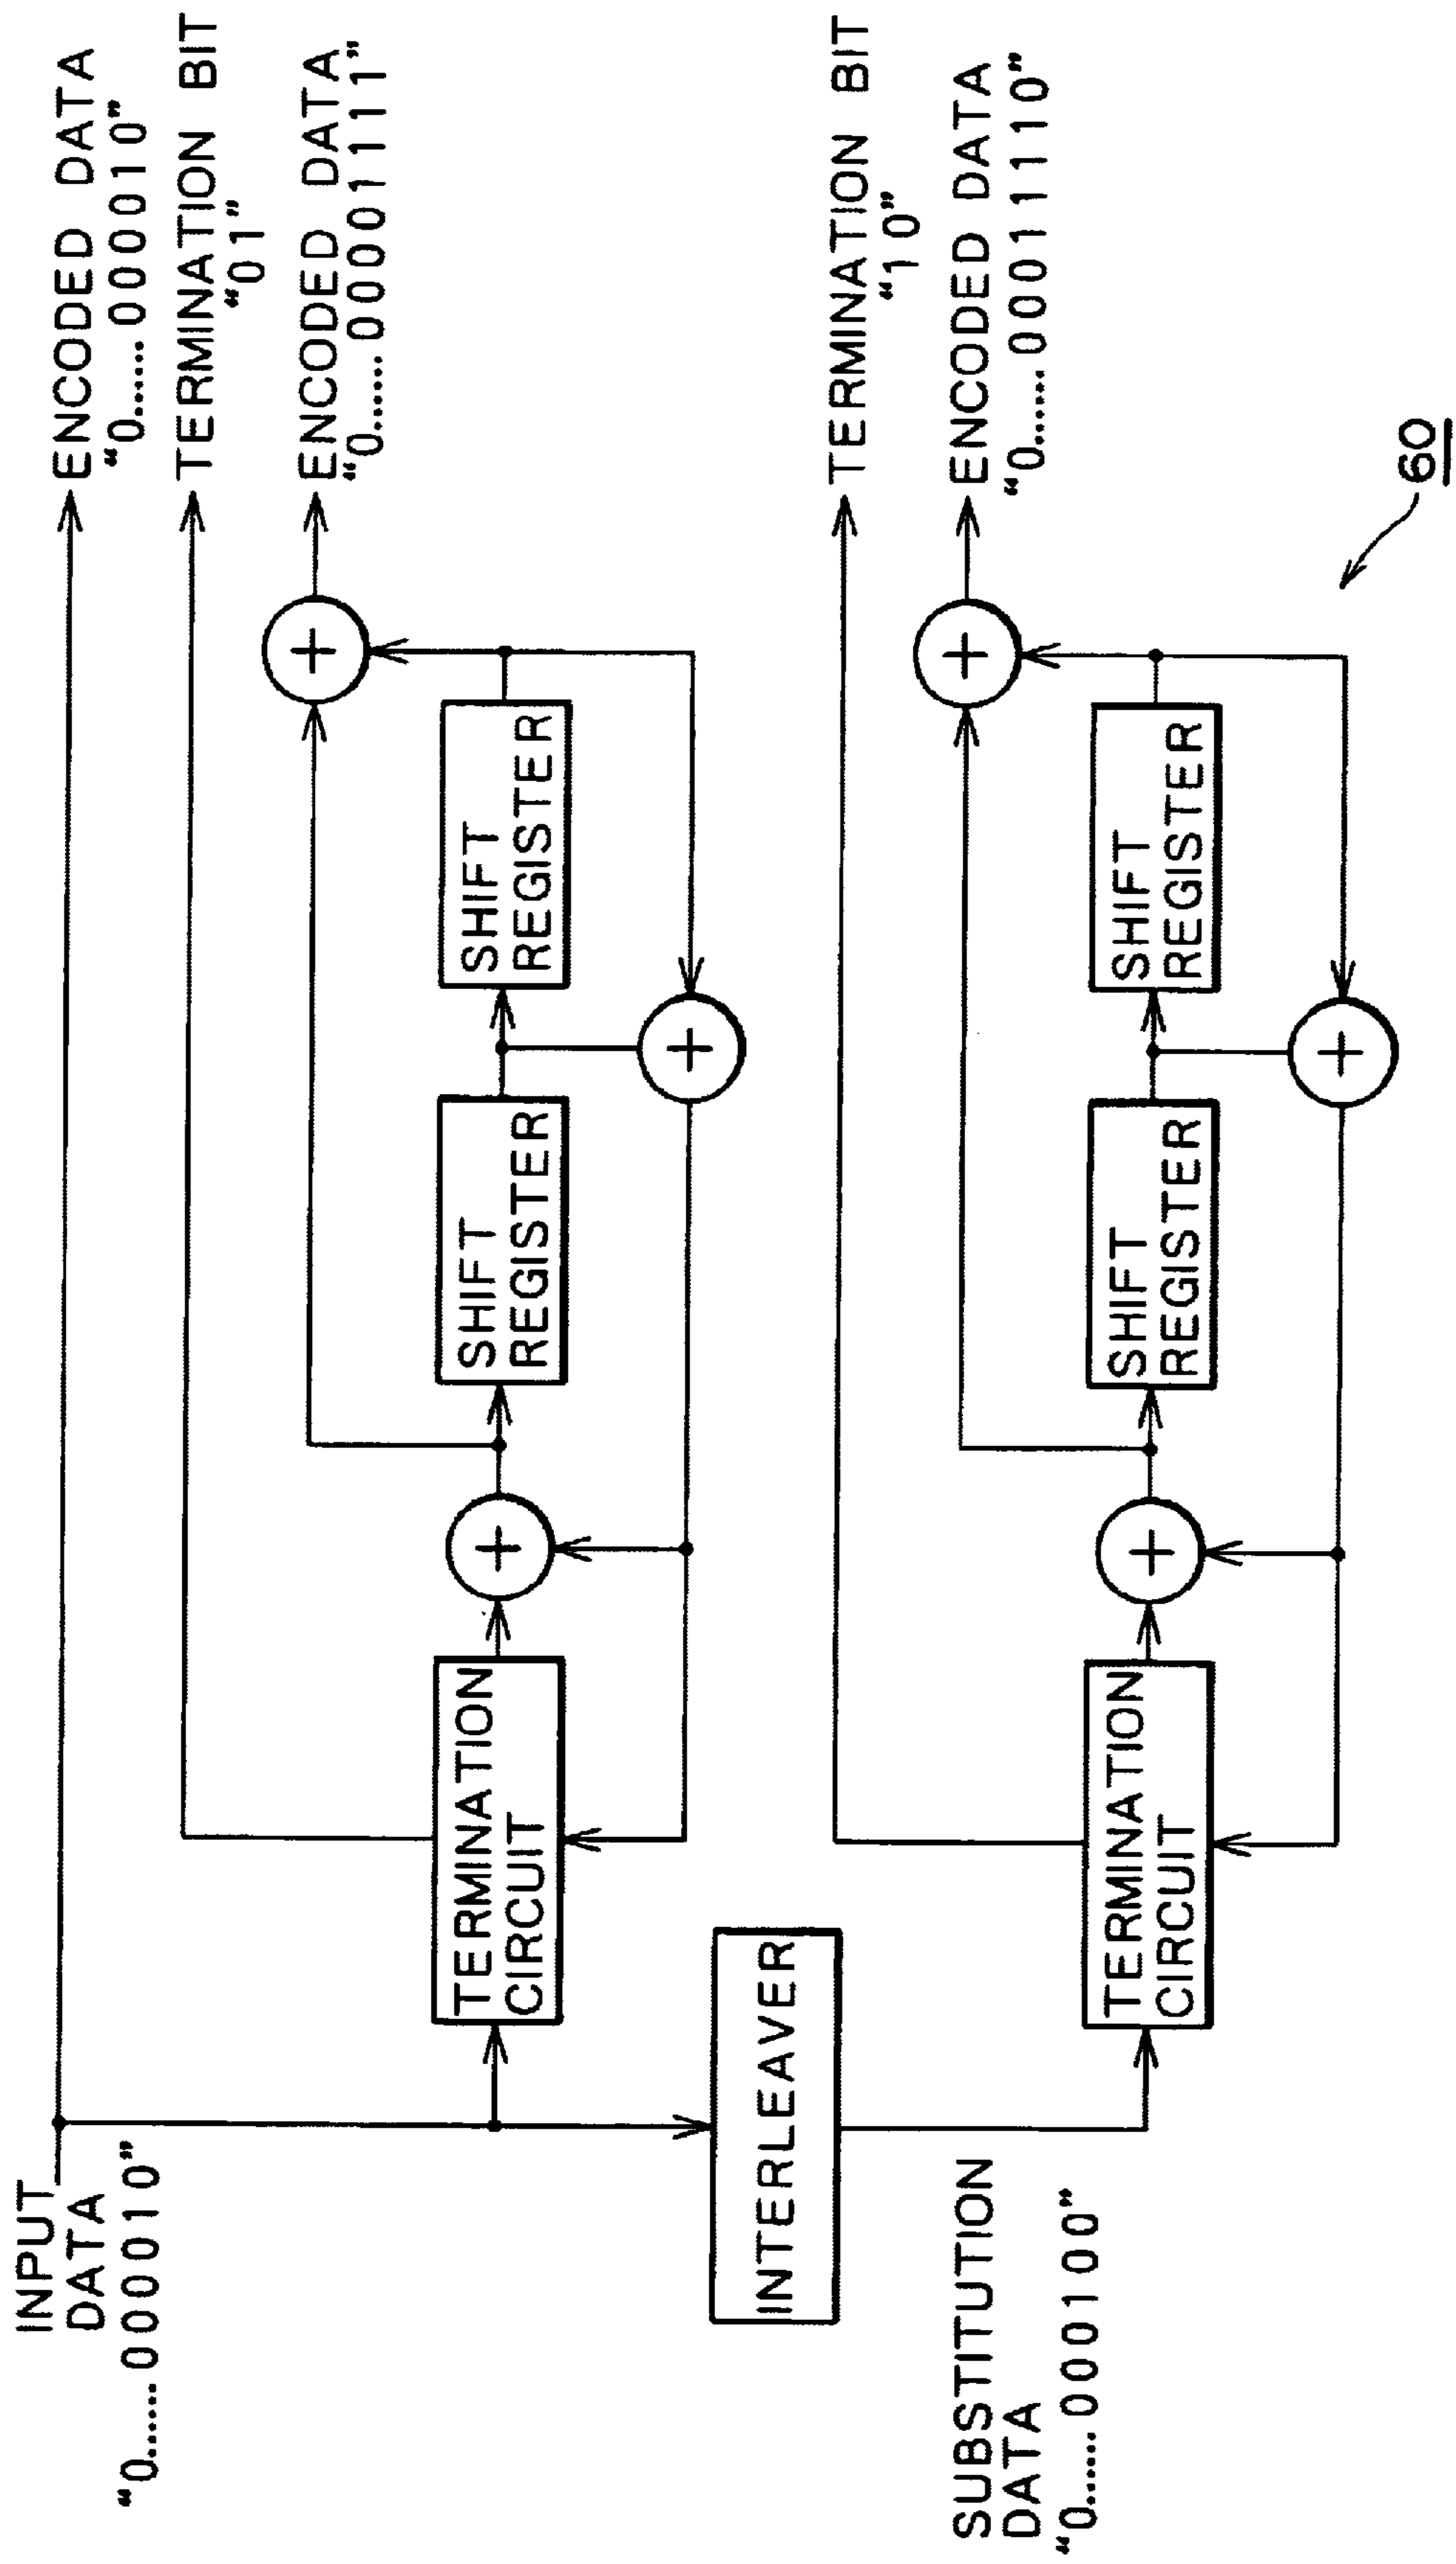 INPUT
DATA
“0......000010”
ENCODED DATA
“0.....000010”
TERMINATION BIT
“01”
ENCODED DATA
“0......00001111”
TERMINATION
CIRCUIT
+
SHIFT
REGISTER
SHIFT
REGISTER
+
+
INTERLEAVER
SUBSTITUTION
DATA
“0......000100”
TERMINATION BIT
“10”
ENCODED DATA
“0......00011110”
TERMINATION
CIRCUIT
+
SHIFT
REGISTER
SHIFT
REGISTER
+
+
60